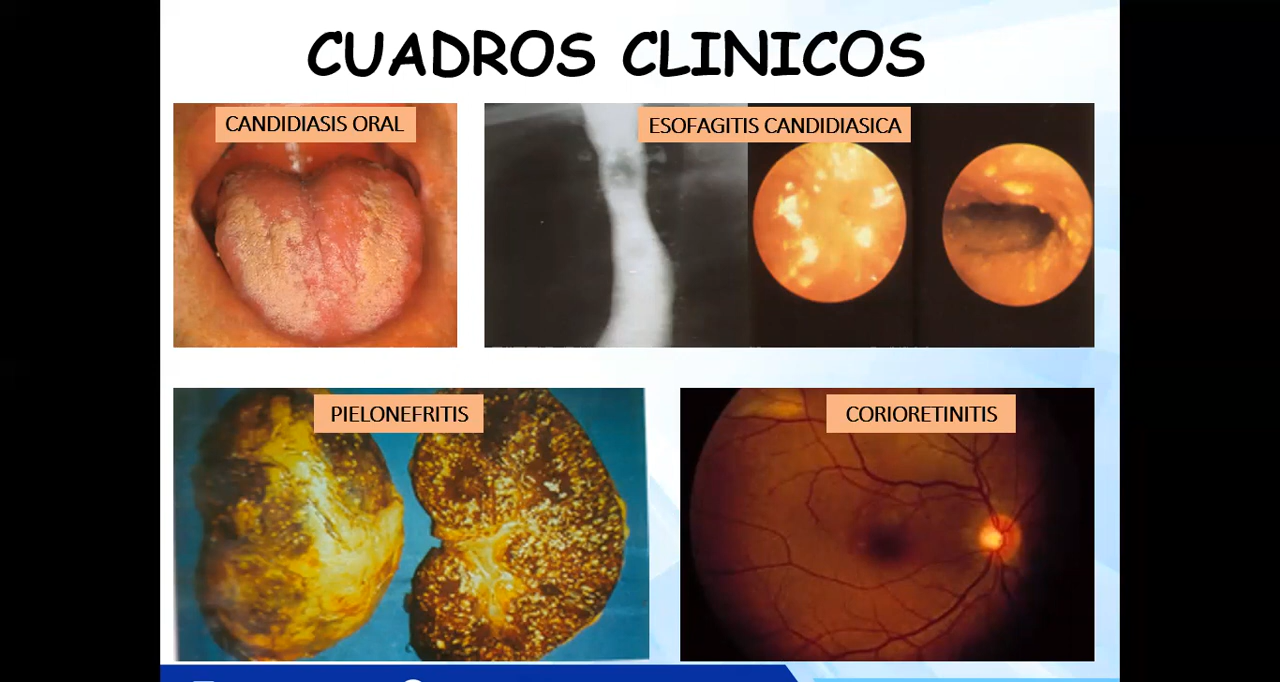 CUADROS CLINICOS
CANDIDIASIS ORAL
ESOFAGITIS CANDIDIASICA
PIELONEFRITIS
CORIORETINITIS